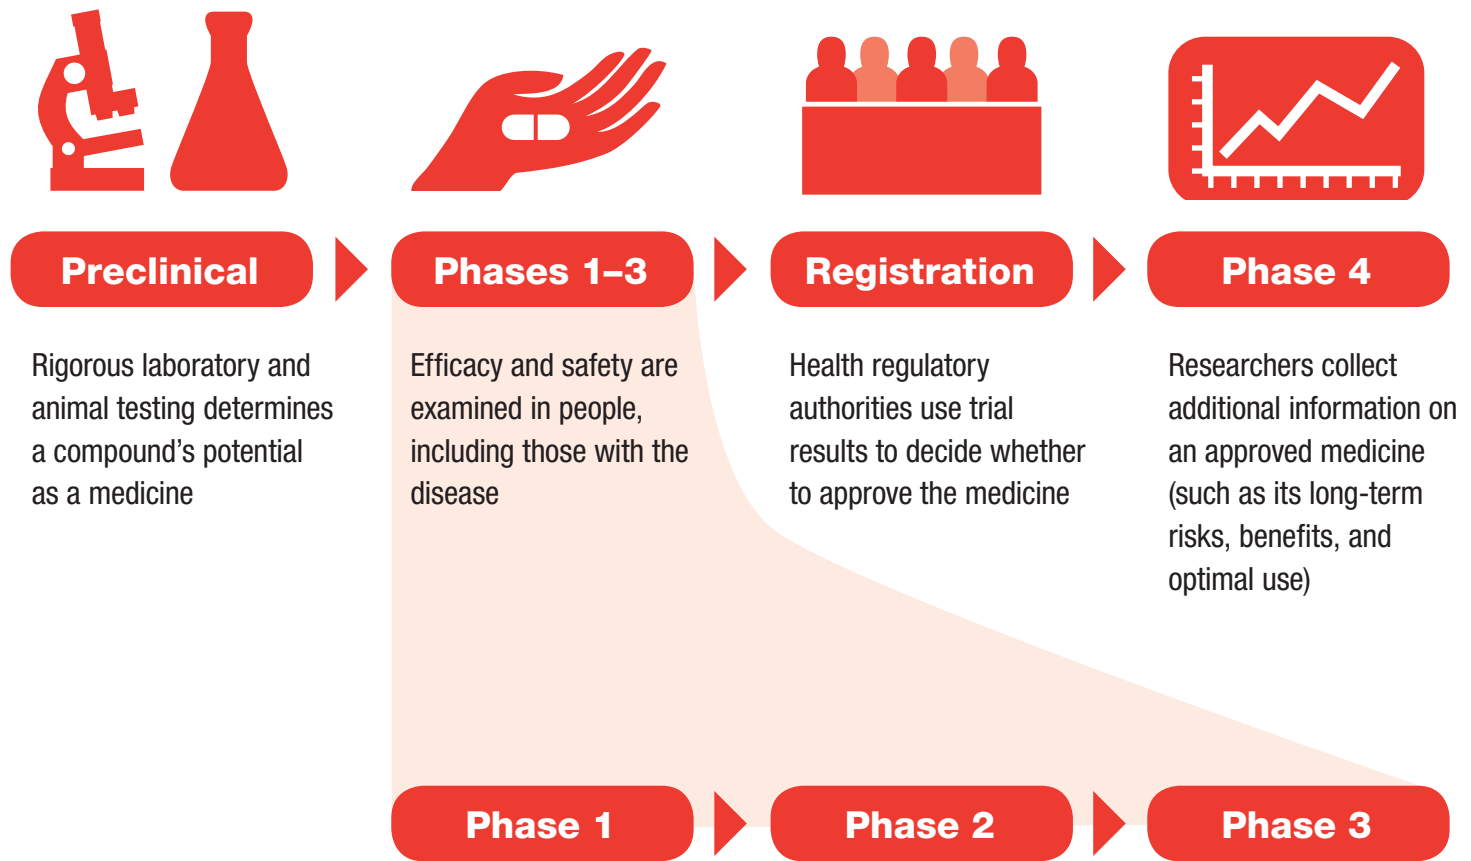 Preclinical
Rigorous laboratory and
animal testing determines
a compound's potential
as a medicine
Phases 1–3
Efficacy and safety are
examined in people,
including those with the
disease
Registration
Health regulatory
authorities use trial
results to decide whether
to approve the medicine
Phase 4
Researchers collect
additional information on
an approved medicine
(such as its long-term
risks, benefits, and
optimal use)
Phase 1
Phase 2
Phase 3